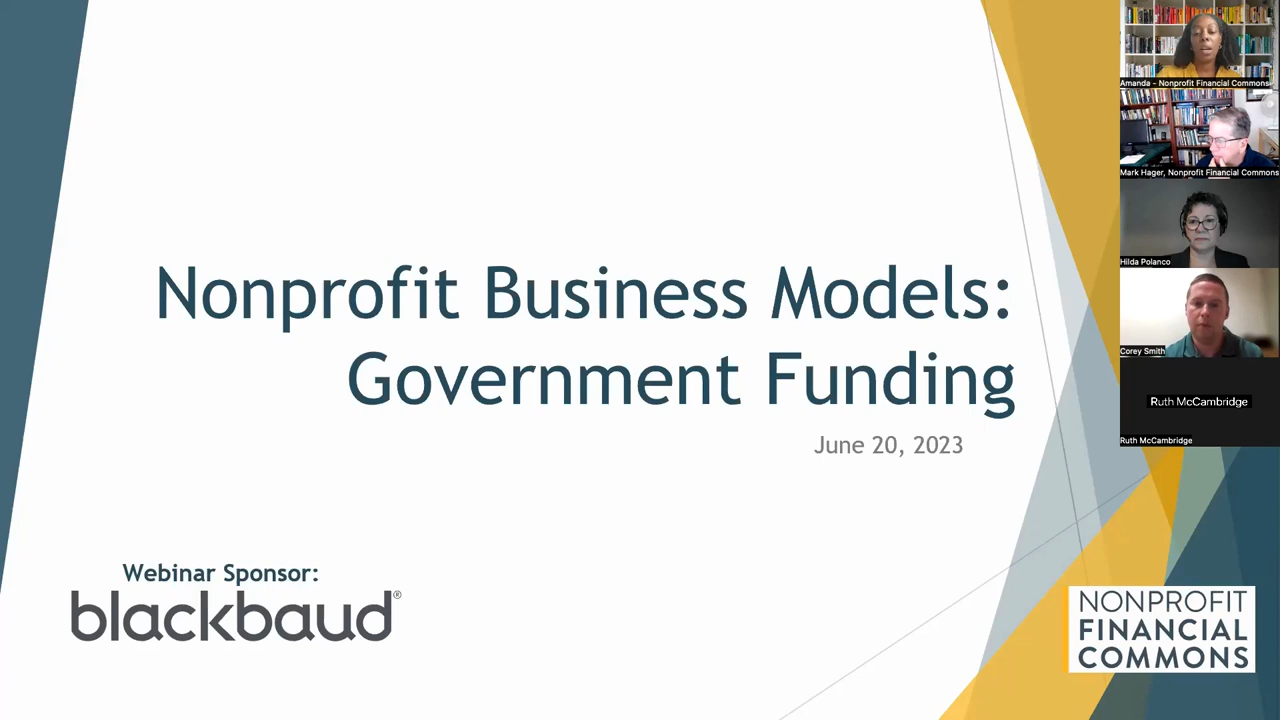 Nonprofit Business Models:
Government Funding
June 20, 2023
Webinar Sponsor:
blackbaud®
NONPROFIT
FINANCIAL
COMMONS
Amanda - Nonprofit Financial Commons
Mark Hager, Nonprofit Financial Commons
Hilda Polanco
Corey Smith
Ruth McCambridge
Ruth McCambridge